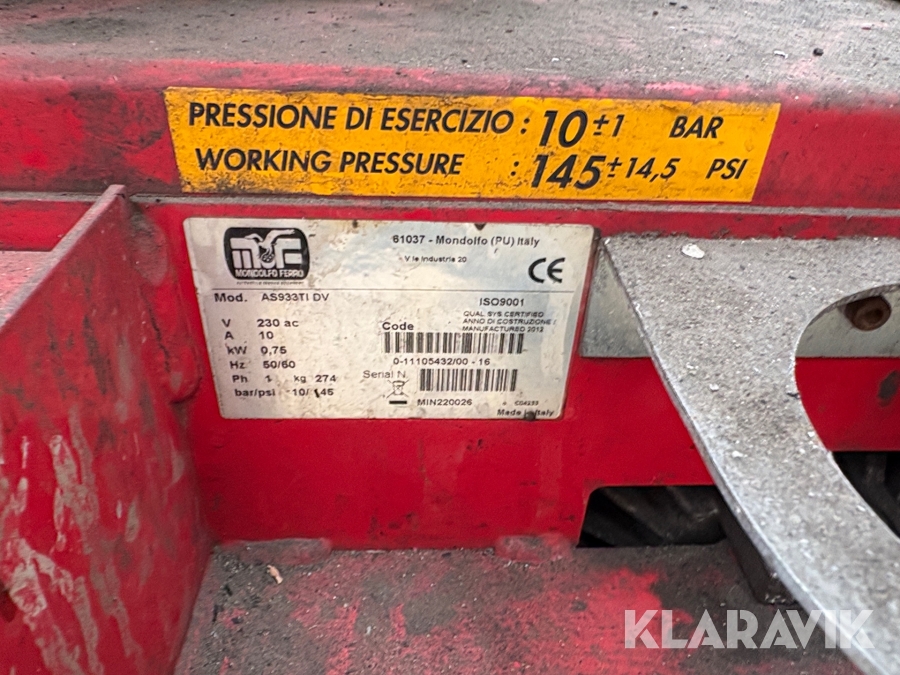 PRESSIONE DI ESERCIZIO : 10 ±1 BAR
WORKING PRESSURE : 145 ±14,5 PSI
MONDOLFO FERRO
61037 - Mondolfo (PU) Italy
V.le Industria 20
CE
Mod. AS933TI DV
ISO9001
QUAL SYS CERTIFIED
ANNO DI COSTRUZIONE /
MANUFACTURED 2012
V 230 ac
A 10
kW 0,75
Hz 50/60
Ph 1 kg 274
bar/psi 10/145
Code
0-11105432/00 - 16
Serial N.
MIN220026
Made in Italy
KLARAVIK